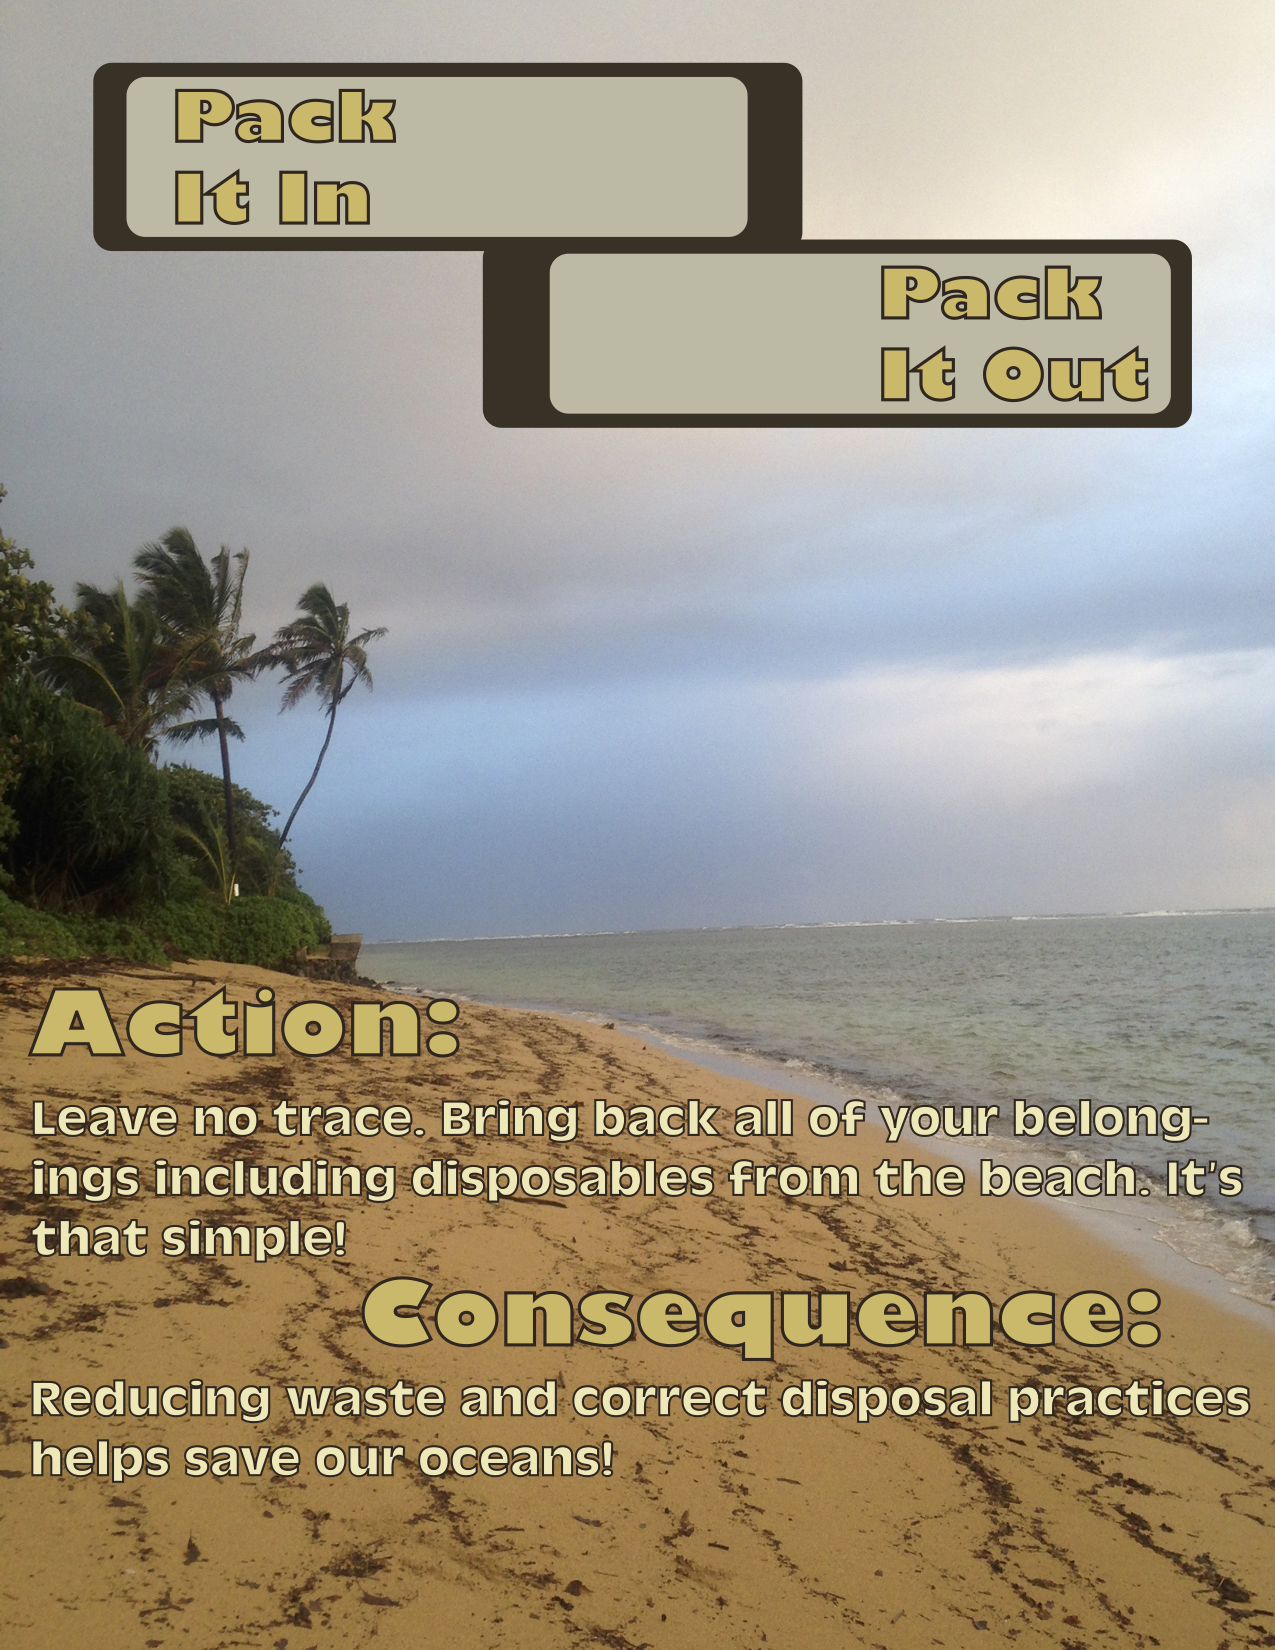 Pack
It In
Pack
It Out
Action:
Leave no trace. Bring back all of your belong-
ings including disposables from the beach. It's
that simple!
Consequence:
Reducing waste and correct disposal practices
helps save our oceans!